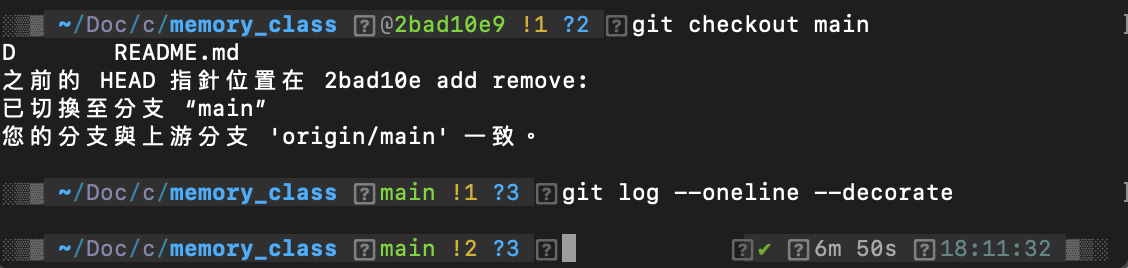 ~/Doc/c/memory_class @2bad10e9 !1 ?2 git checkout main
D       README.md
之前的 HEAD 指針位置在 2bad10e add remove:
已切換至分支 “main”
您的分支與上游分支 'origin/main' 一致。
~/Doc/c/memory_class main !1 ?3 git log --oneline --decorate
~/Doc/c/memory_class main !2 ?3 ✔ 6m 50s 18:11:32